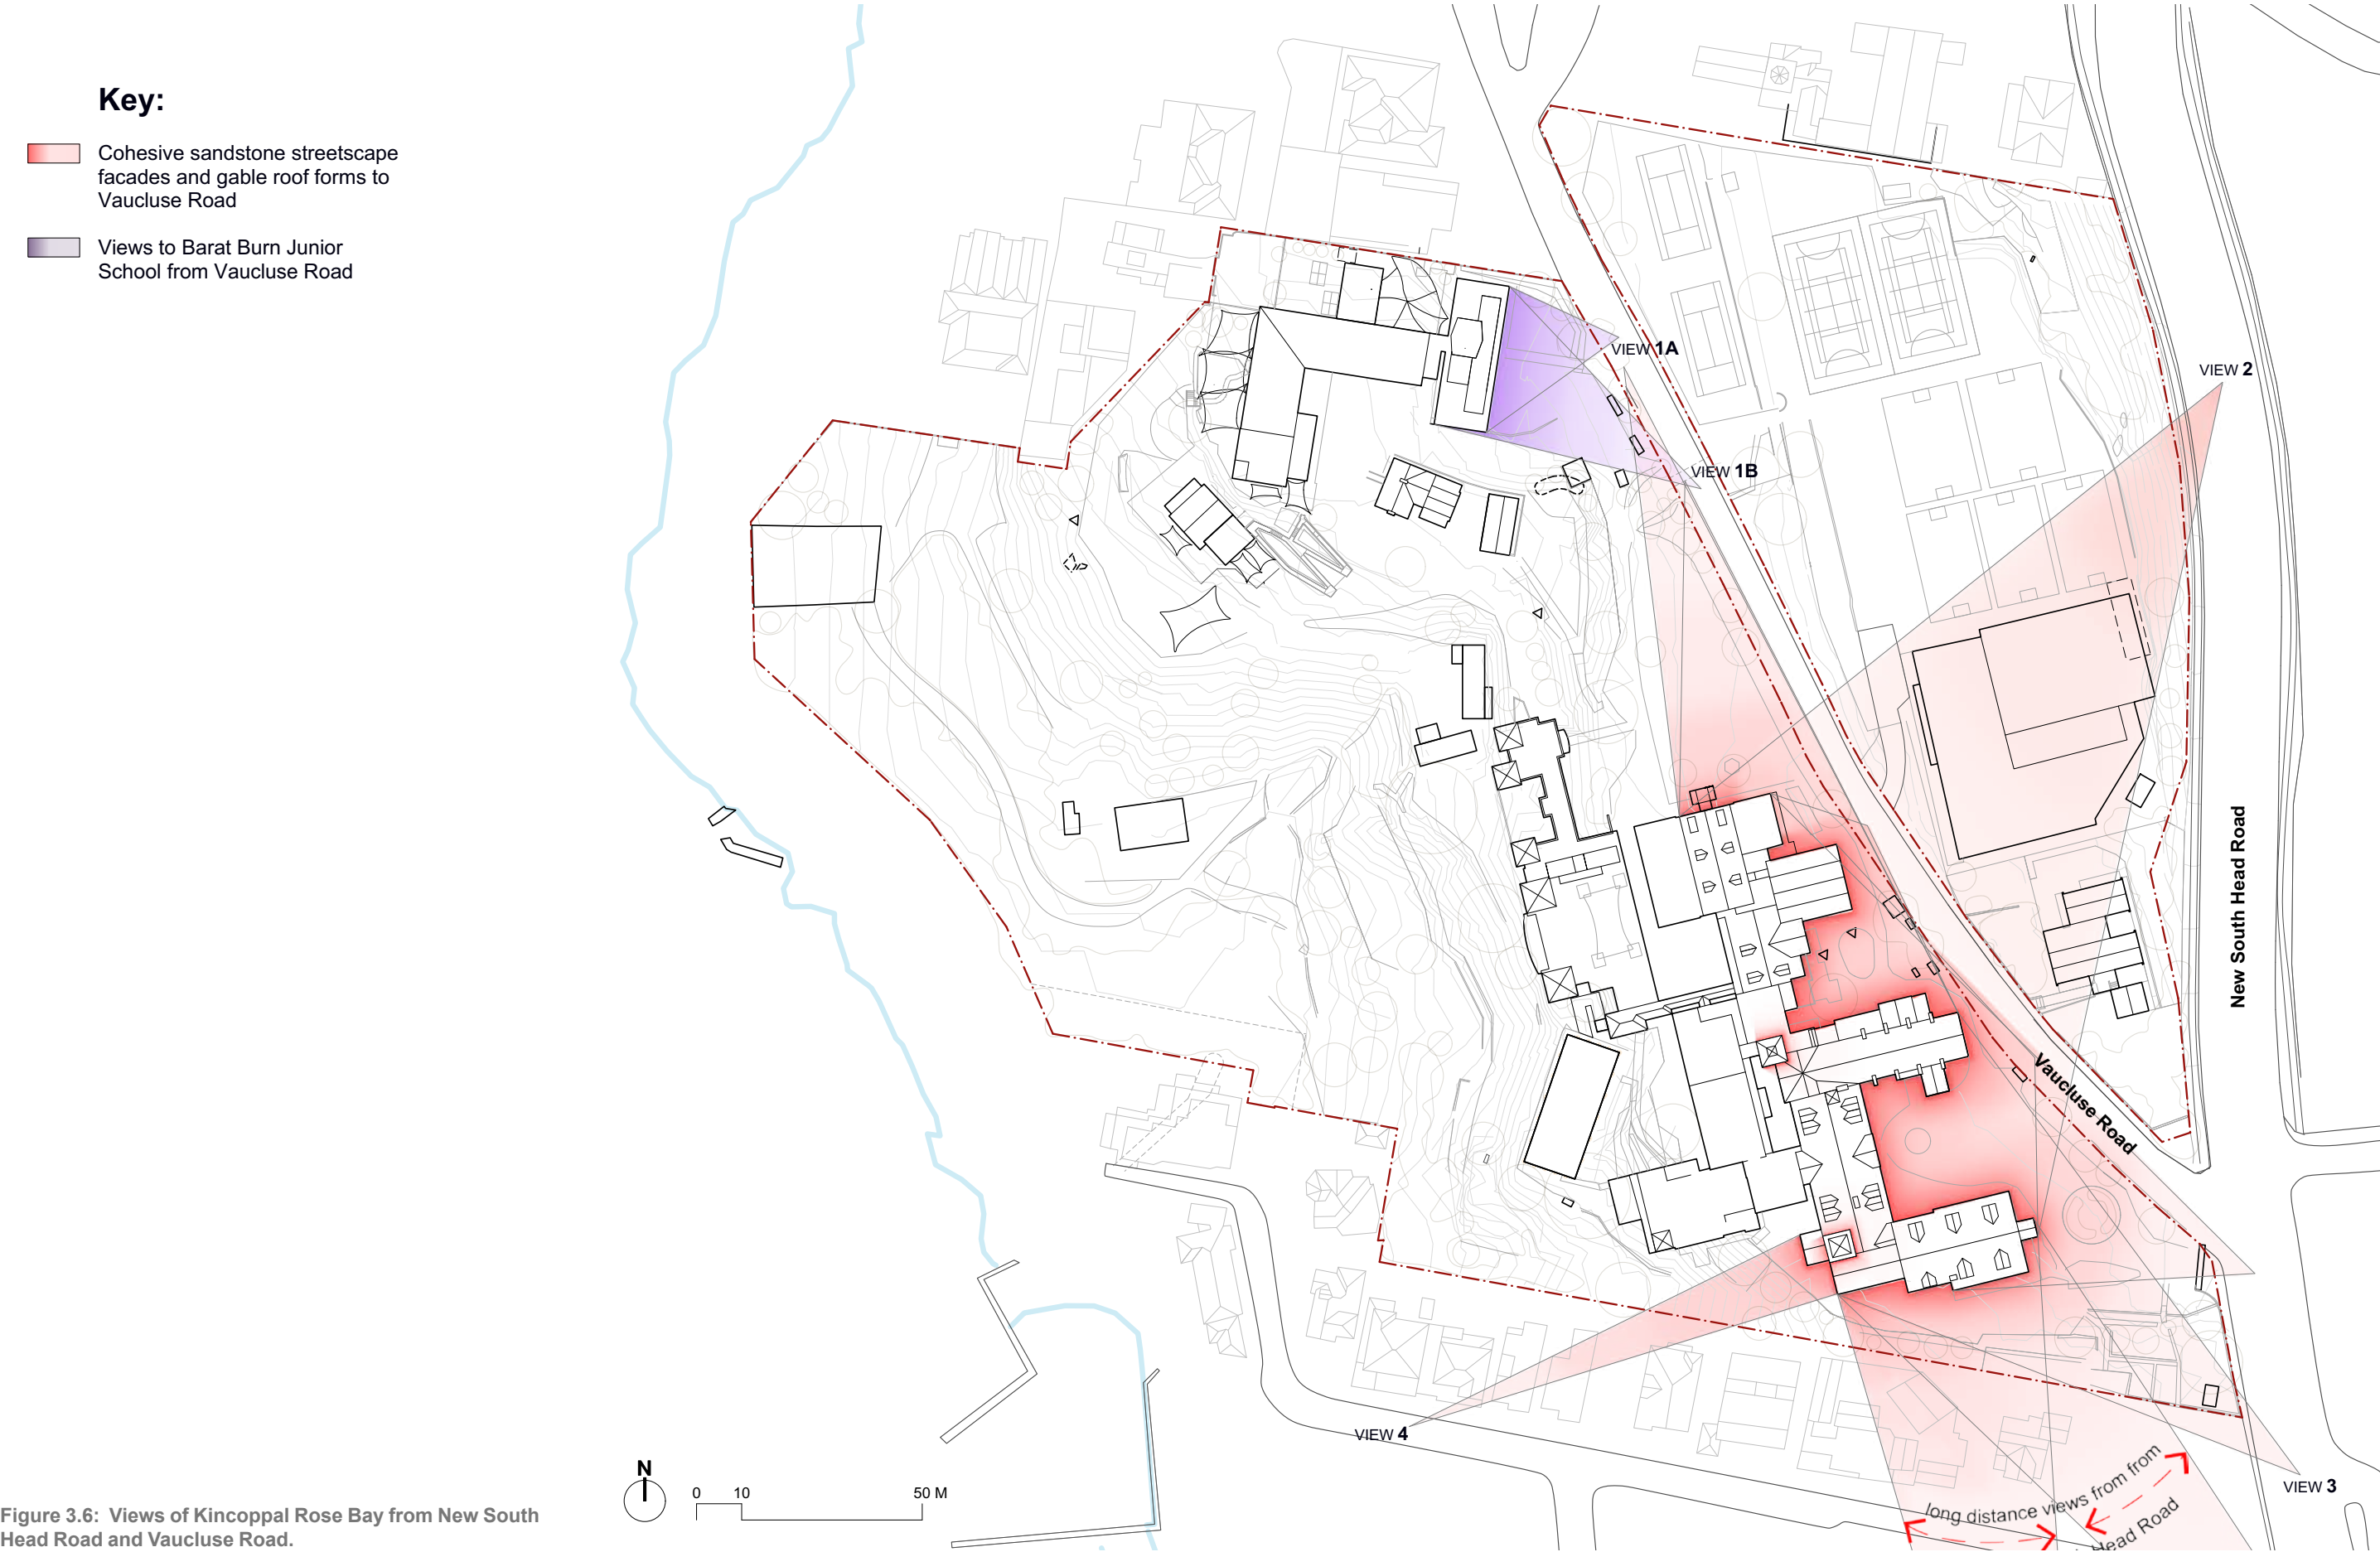 Key:
Cohesive sandstone streetscape
facades and gable roof forms to
Vaucluse Road
Views to Barat Burn Junior
School from Vaucluse Road
VIEW 1A
VIEW 2
VIEW 1B
New South Head Road
Vaucluse Road
VIEW 4
VIEW 3
long distance views from from
Head Road
N
0 10 50 M
Figure 3.6: Views of Kincoppal Rose Bay from New South
Head Road and Vaucluse Road.